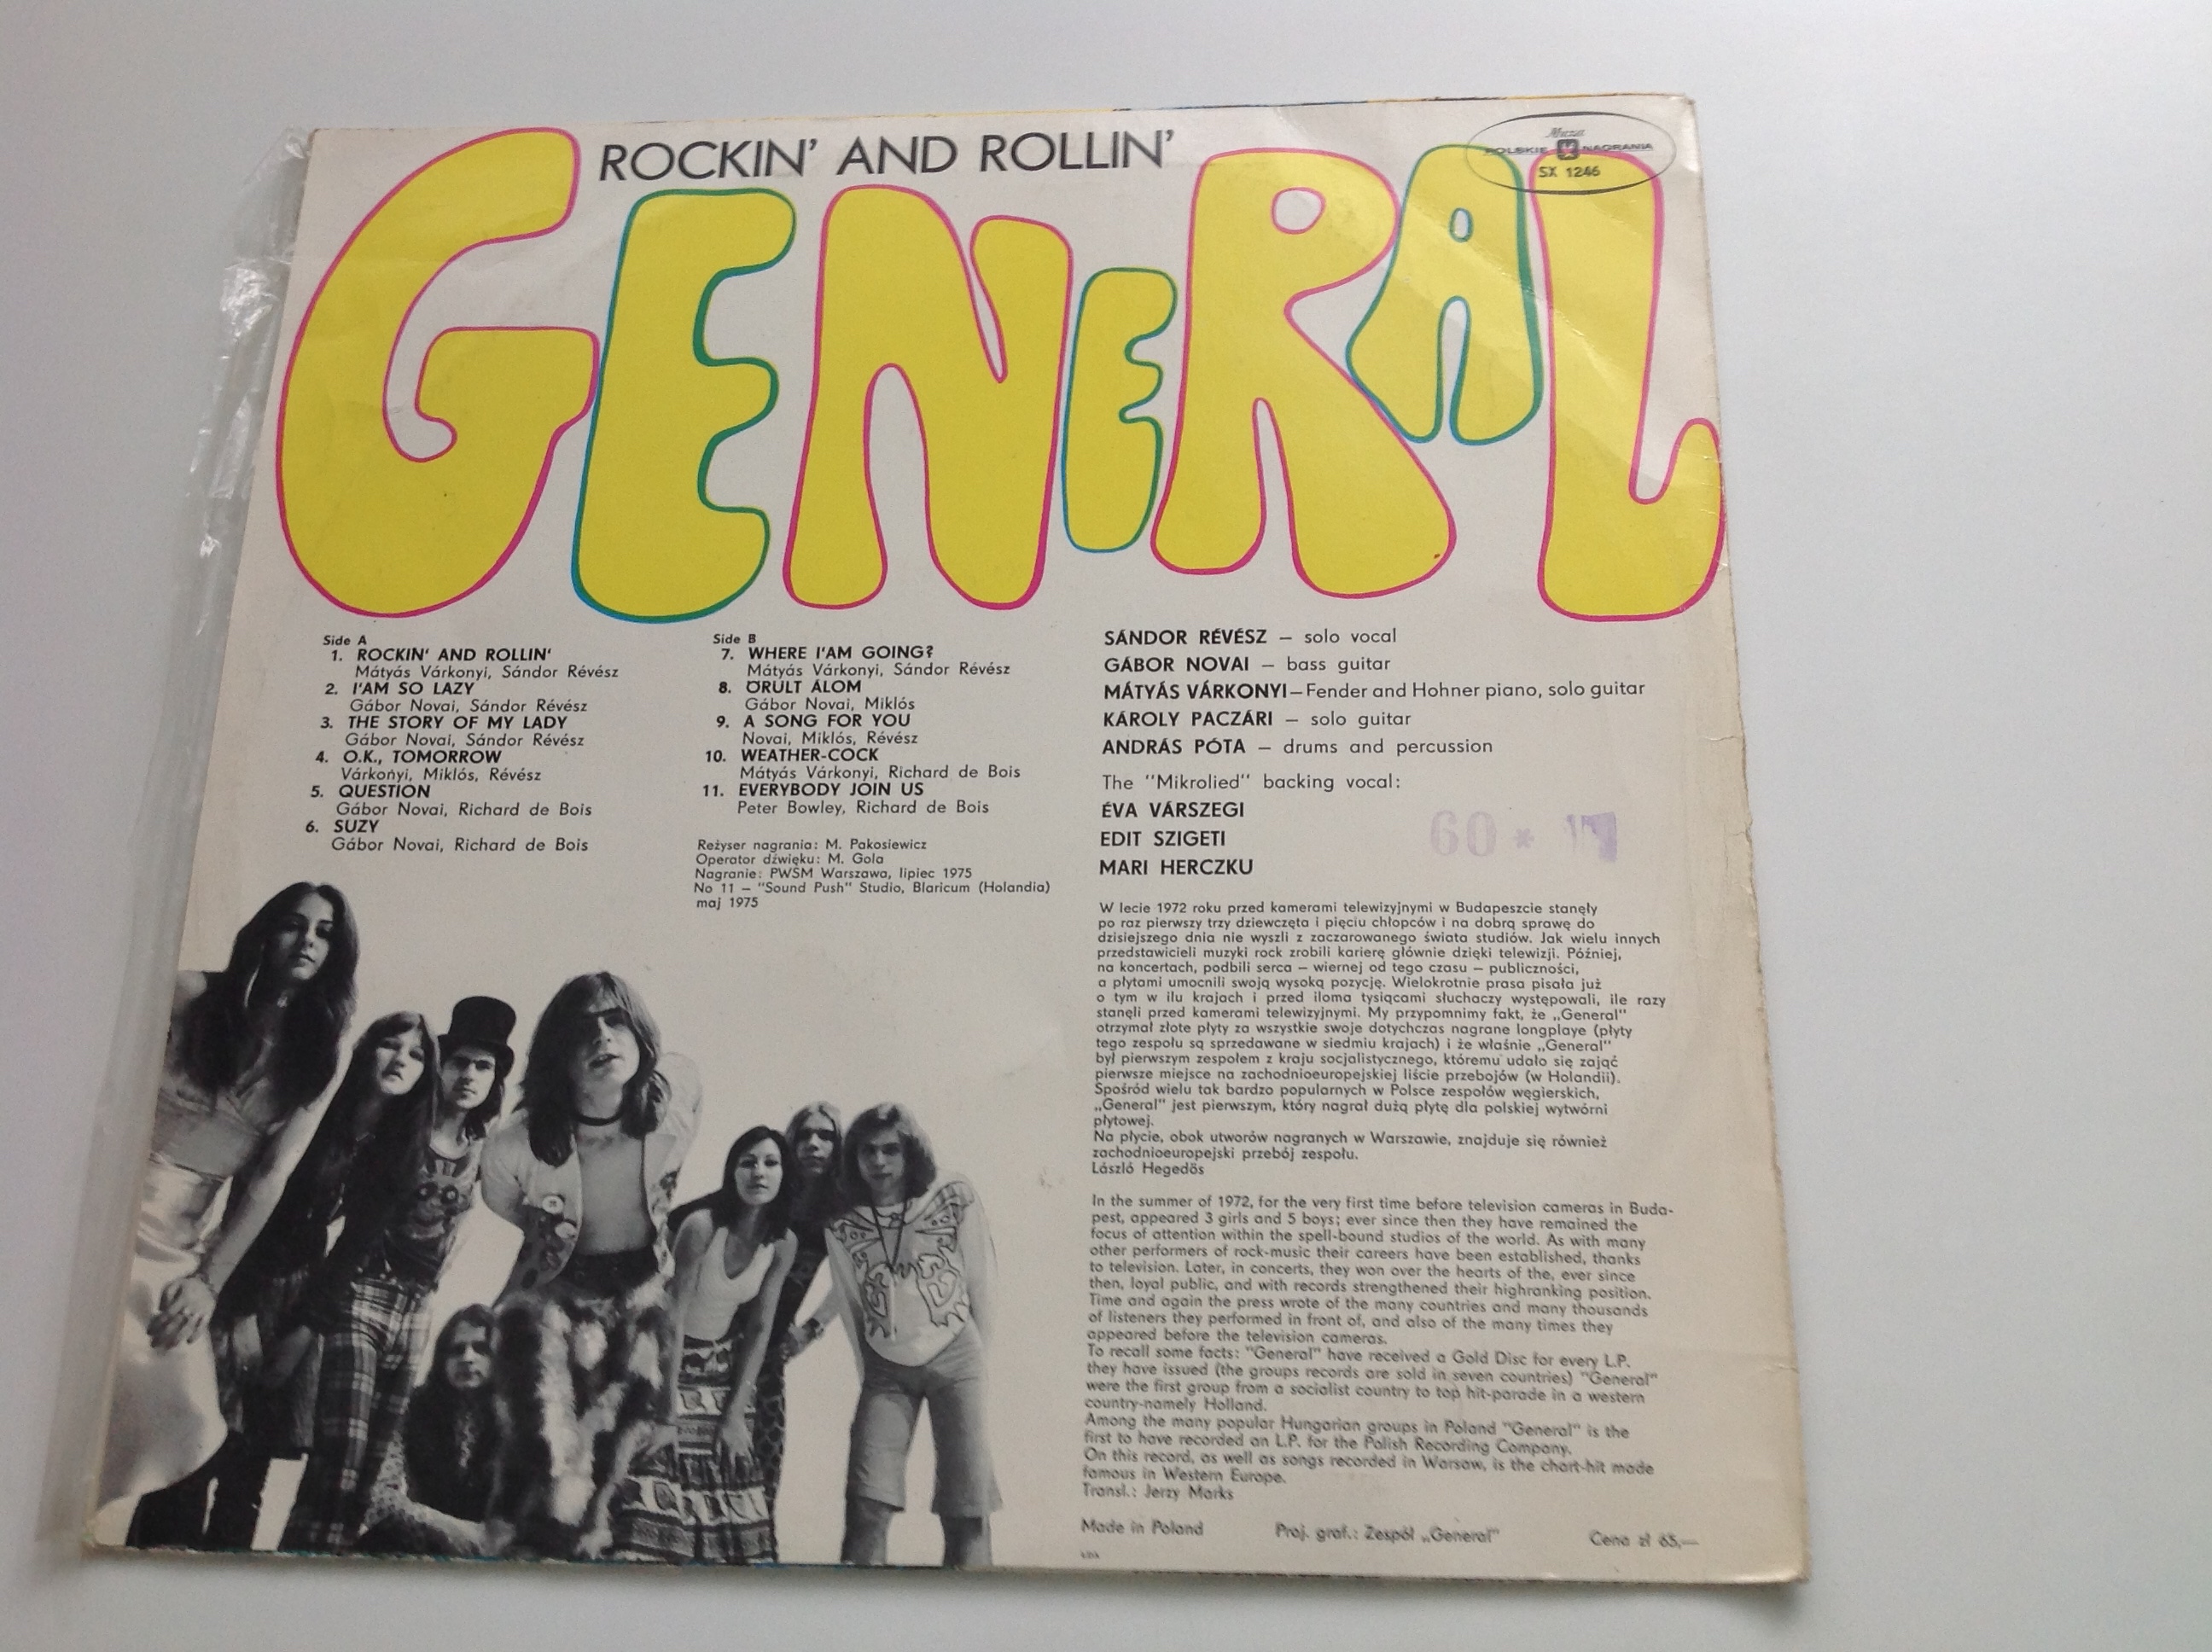 ROCKIN' AND ROLLIN'
GENERAL
Muza
POLSKIE NAGRANIA
SX 1246
Side A
1. ROCKIN' AND ROLLIN'
Mátyás Várkonyi, Sándor Révész
2. I'AM SO LAZY
Gábor Novai, Sándor Révész
3. THE STORY OF MY LADY
Gábor Novai, Sándor Révész
4. O.K., TOMORROW
Várkonyi, Miklós, Révész
5. QUESTION
Gábor Novai, Richard de Bois
6. SUZY
Gábor Novai, Richard de Bois
Side B
7. WHERE I'AM GOING?
Mátyás Várkonyi, Sándor Révész
8. ŐRULT ÁLOM
Gábor Novai, Miklós
9. A SONG FOR YOU
Novai, Miklós, Révész
10. WEATHER-COCK
Mátyás Várkonyi, Richard de Bois
11. EVERYBODY JOIN US
Peter Bowley, Richard de Bois
Reżyser nagrania: M. Pakosiewicz
Operator dźwięku: M. Gola
Nagranie: PWSM Warszawa, lipiec 1975
No 11 — "Sound Push" Studio, Blaricum (Holandia)
maj 1975
SÁNDOR RÉVÉSZ — solo vocal
GÁBOR NOVAI — bass guitar
MÁTYÁS VÁRKONYI—Fender and Hohner piano, solo guitar
KÁROLY PACZÁRI — solo guitar
ANDRÁS PÓTA — drums and percussion
The "Mikrolied" backing vocal:
ÉVA VÁRSZEGI
EDIT SZIGETI
MARI HERCZKU
60 *
W lecie 1972 roku przed kamerami telewizyjnymi w Budapeszcie stanęły
po raz pierwszy trzy dziewczęta i pięciu chłopców i na dobrą sprawę do
dzisiejszego dnia nie wyszli z zaczarowanego świata studiów. Jak wielu innych
przedstawicieli muzyki rock zrobili karierę głównie dzięki telewizji. Później,
na koncertach, podbili serca — wiernej od tego czasu — publiczności,
a płytami umocnili swoją wysoką pozycję. Wielokrotnie prasa pisała już
o tym w ilu krajach i przed iloma tysiącami słuchaczy występowali, ile razy
stanęli przed kamerami telewizyjnymi. My przypomnimy fakt, że „General"
otrzymał złote płyty za wszystkie swoje dotychczas nagrane longplaye (płyty
tego zespołu są sprzedawane w siedmiu krajach) i że właśnie „General"
był pierwszym zespołem z kraju socjalistycznego, któremu udało się zająć
pierwsze miejsce na zachodnioeuropejskiej liście przebojów (w Holandii).
Spośród wielu tak bardzo popularnych w Polsce zespołów węgierskich,
„General" jest pierwszym, który nagrał dużą płytę dla polskiej wytwórni
płytowej.
Na płycie, obok utworów nagranych w Warszawie, znajduje się również
zachodnioeuropejski przebój zespołu.
László Hegedös
In the summer of 1972, for the very first time before television cameras in Buda-
pest, appeared 3 girls and 5 boys; ever since then they have remained the
focus of attention within the spell-bound studios of the world. As with many
other performers of rock-music their careers have been established, thanks
to television. Later, in concerts, they won over the hearts of the, ever since
then, loyal public, and with records strengthened their highranking position.
Time and again the press wrote of the many countries and many thousands
of listeners they performed in front of, and also of the many times they
appeared before the television cameras.
To recall some facts: "General" have received a Gold Disc for every L.P.
they have issued (the groups records are sold in seven countries) "General"
were the first group from a socialist country to top hit-parade in a western
country-namely Holland.
Among the many popular Hungarian groups in Poland "General" is the
first to have recorded an L.P. for the Polish Recording Company.
On this record, as well as songs recorded in Warsaw, is the chart-hit made
famous in Western Europe.
Transl.: Jerzy Marks
Made in Poland Proj. graf.: Zespół „General" Cena zł 65,—